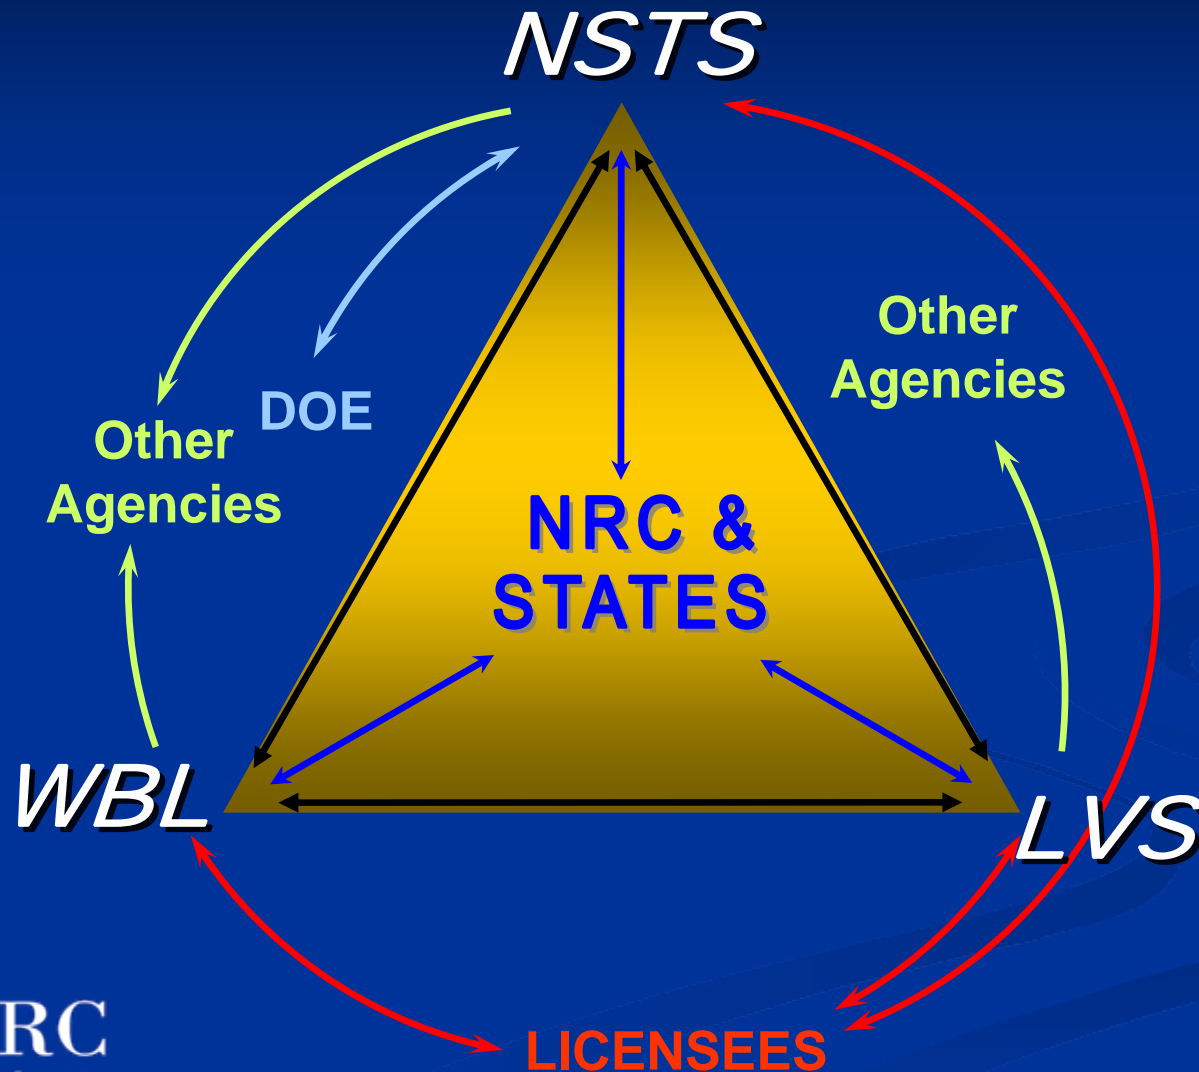 NSTS
Other
Agencies
DOE
Other
Agencies
NRC &
STATES
WBL
LVS
RC
LICENSEES